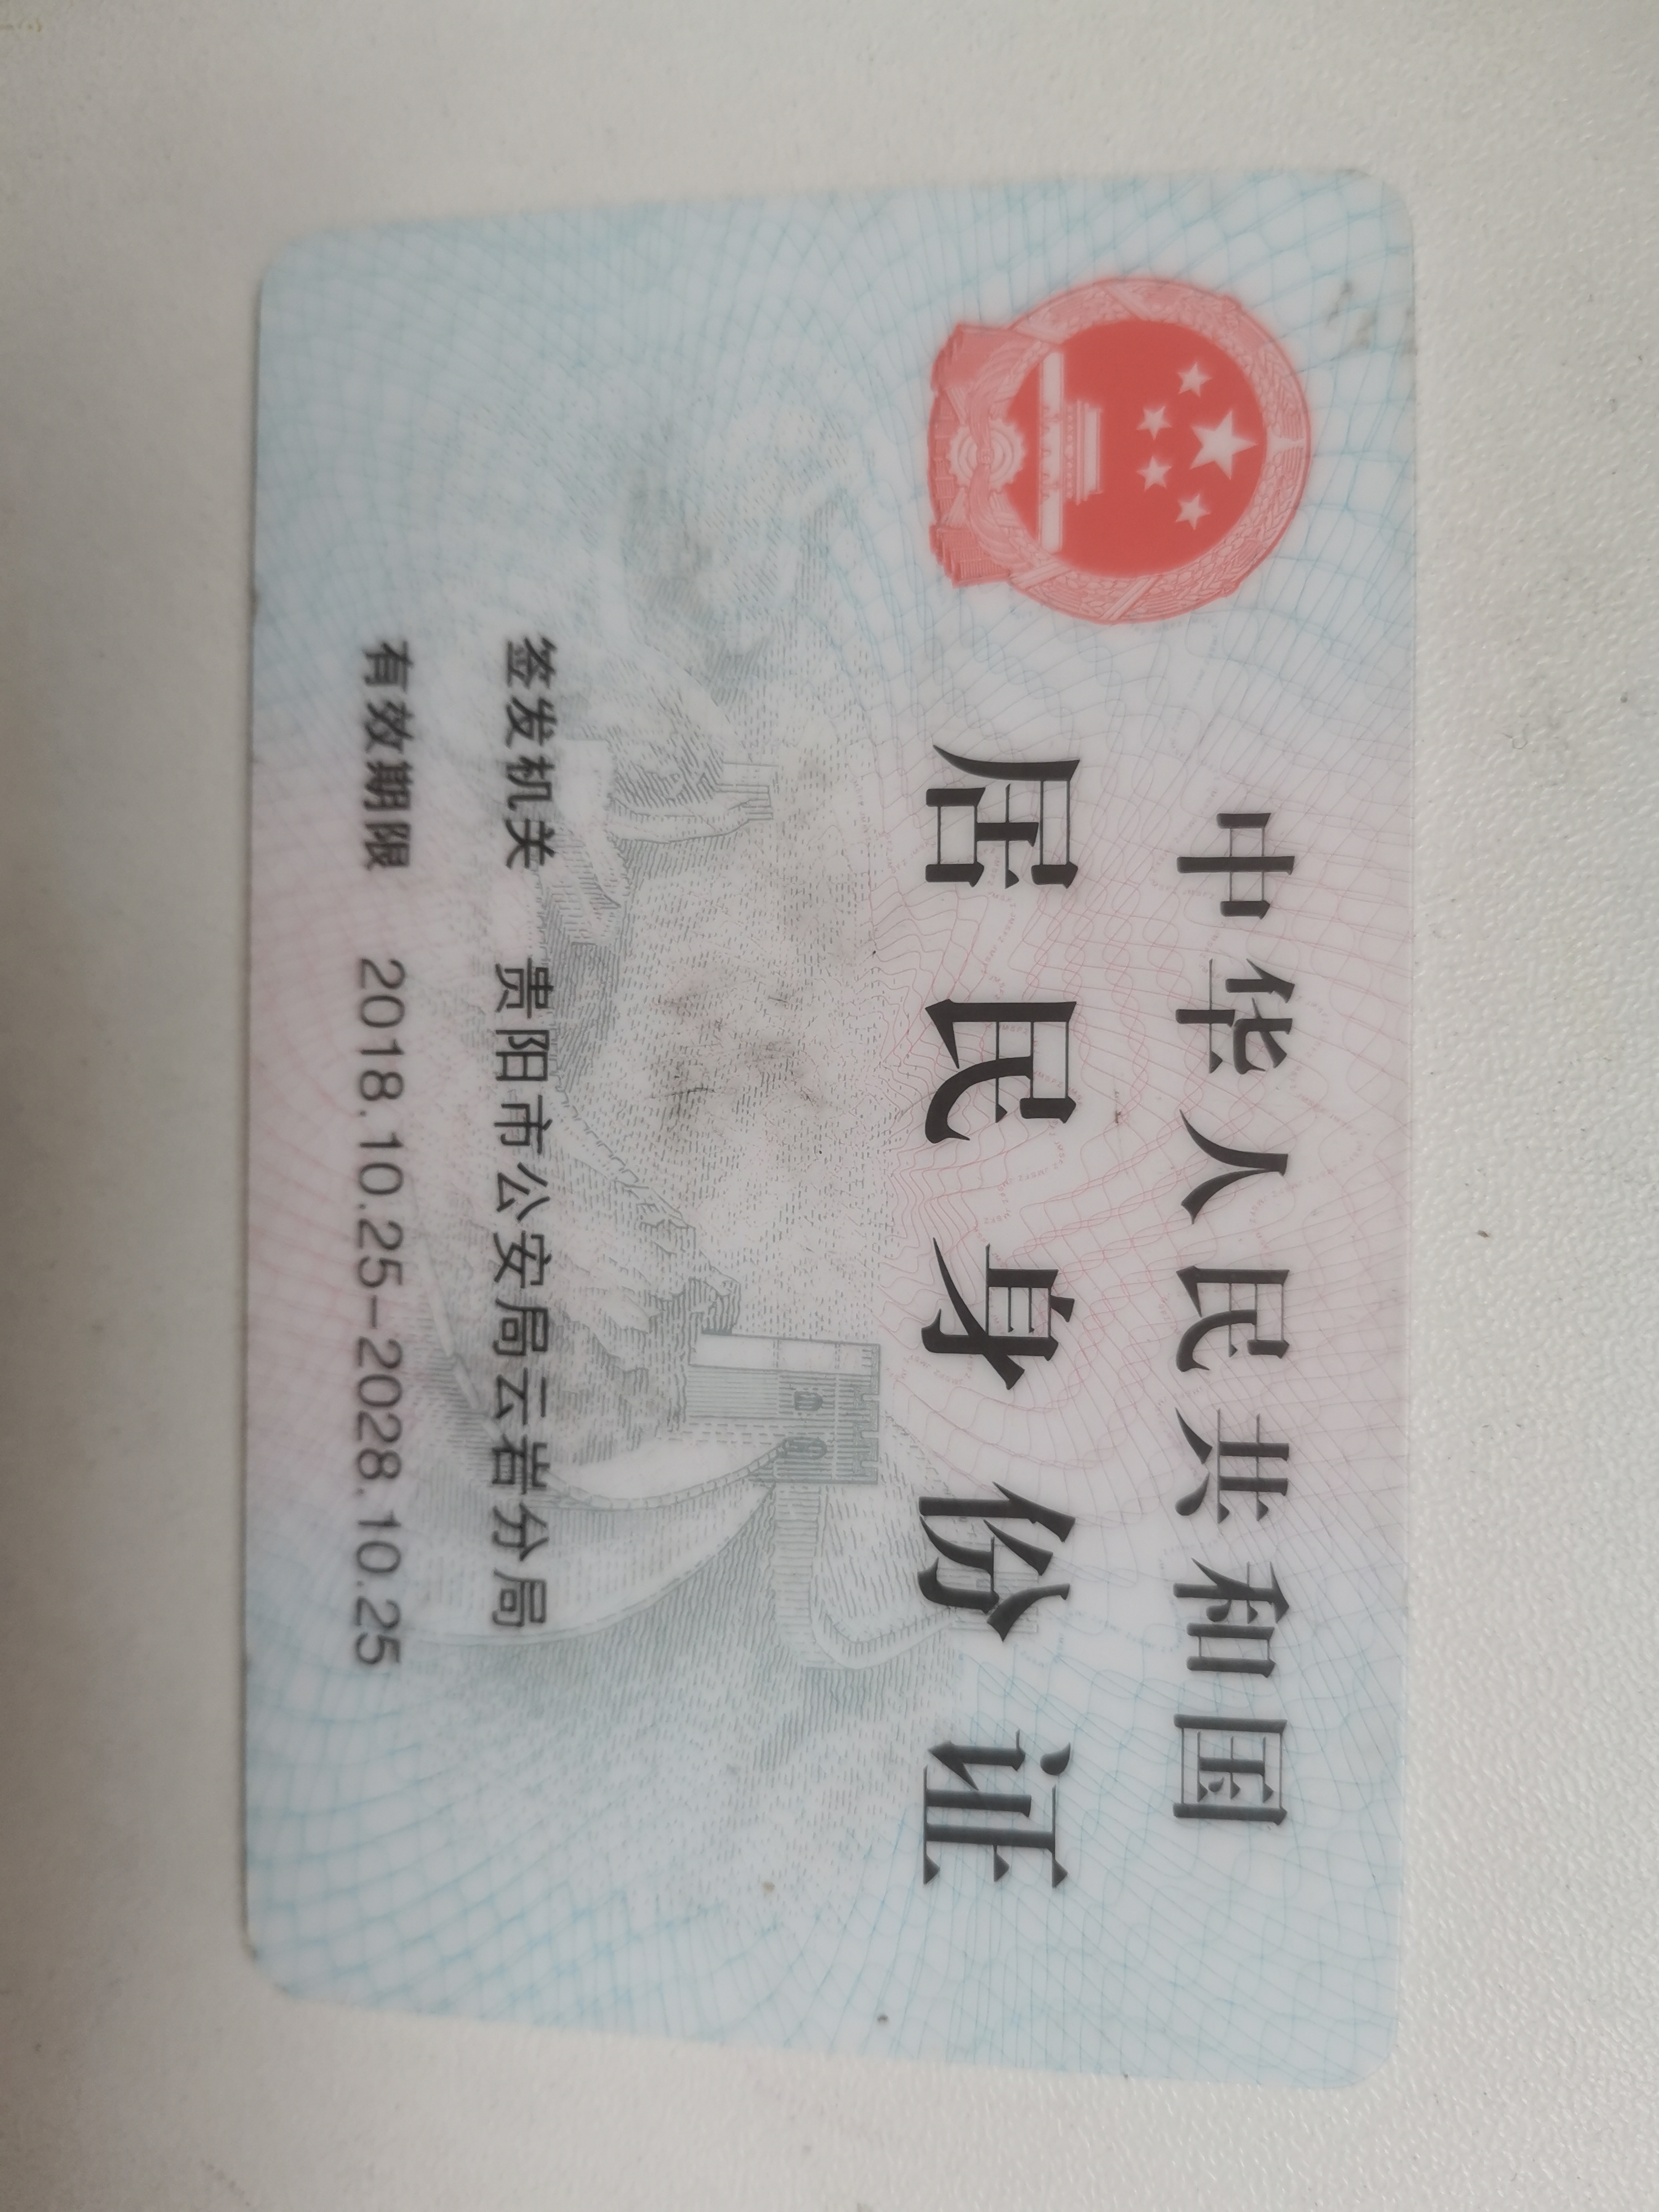 中华人民共和国
居民身份证
签发机关 贵阳市公安局云岩分局
有效期限 2018.10.25-2028.10.25